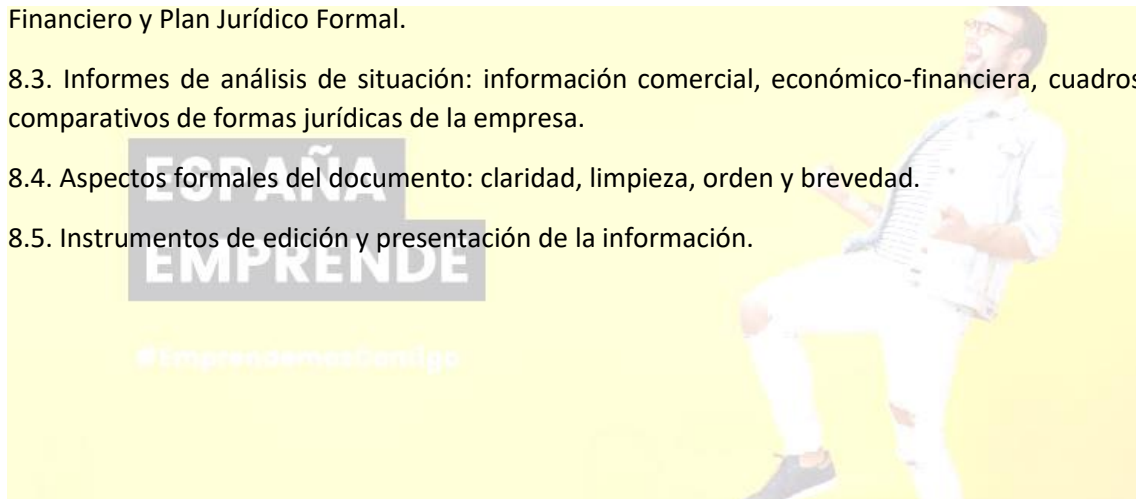 Financiero y Plan Jurídico Formal.
8.3. Informes de análisis de situación: información comercial, económico-financiera, cuadros
comparativos de formas jurídicas de la empresa.
ESPAÑA
8.4. Aspectos formales del documento: claridad, limpieza, orden y brevedad.
8.5. Instrumentos de edición y presentación de la información.
EMPRENDE
#EmprendemosContigo